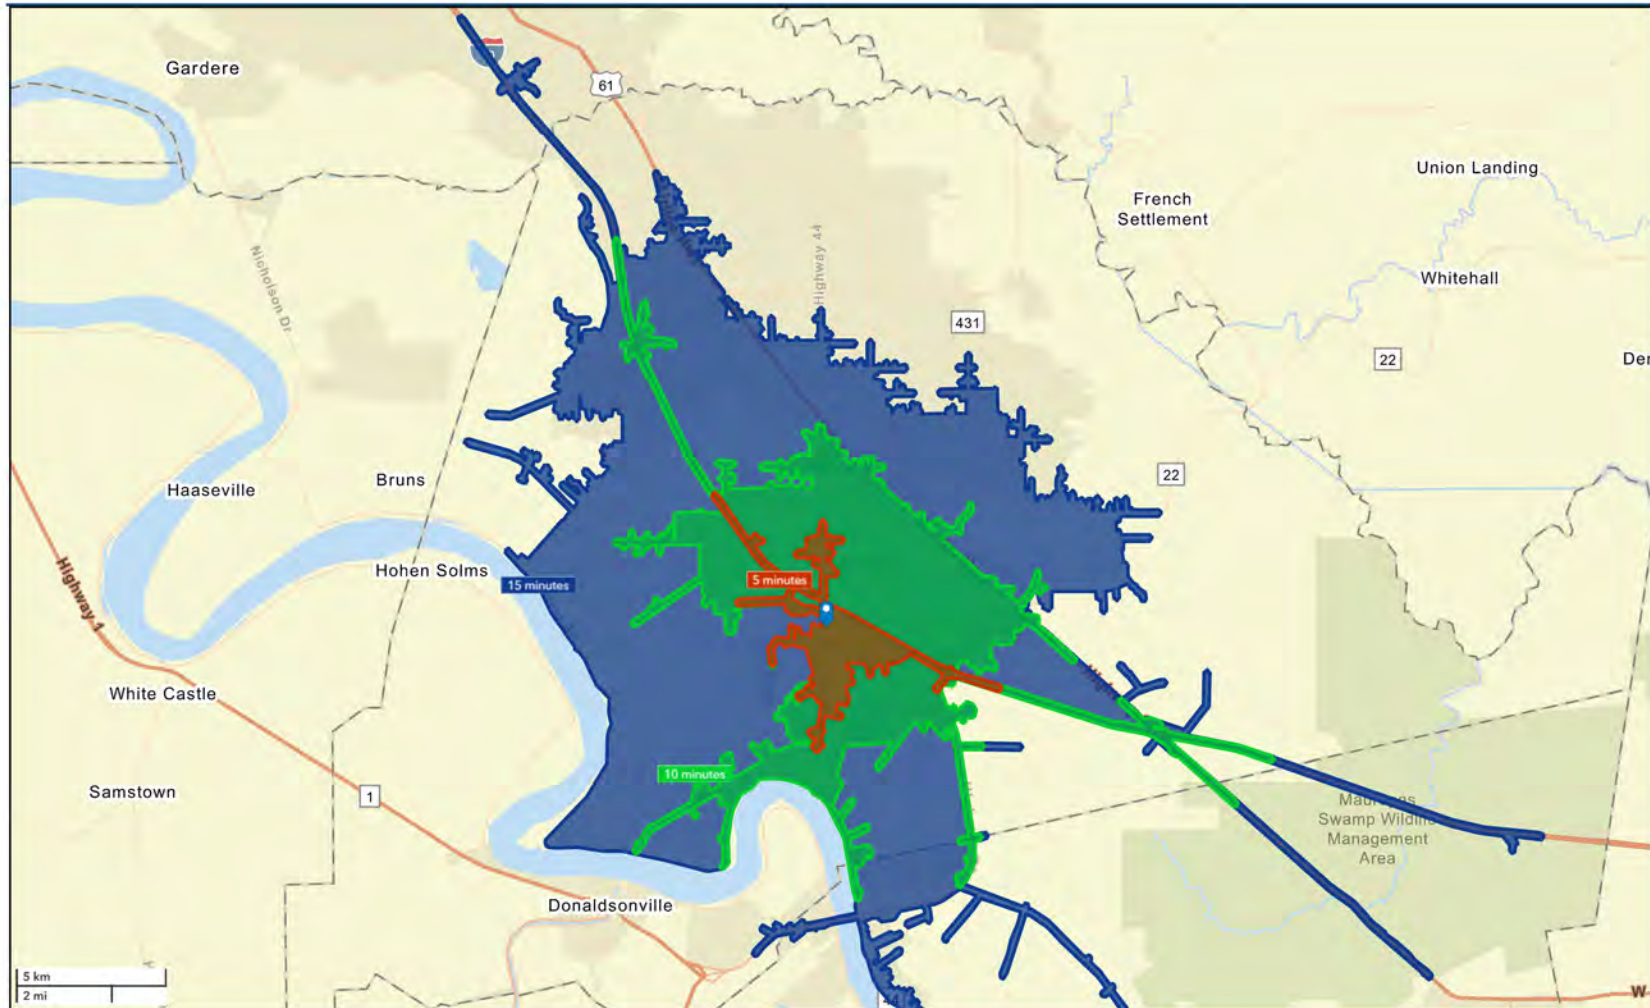 Gardere
61
Union Landing
French
Settlement
Highway 44
Nicholson Dr
Whitehall
431
22
Der
22
Haaseville
Bruns
Highway 1
Hohen Solms
15 minutes
5 minutes
White Castle
10 minutes
Samstown
1
Swamp
Management
Area
Donaldsonville
5 km
2 mi
44
W